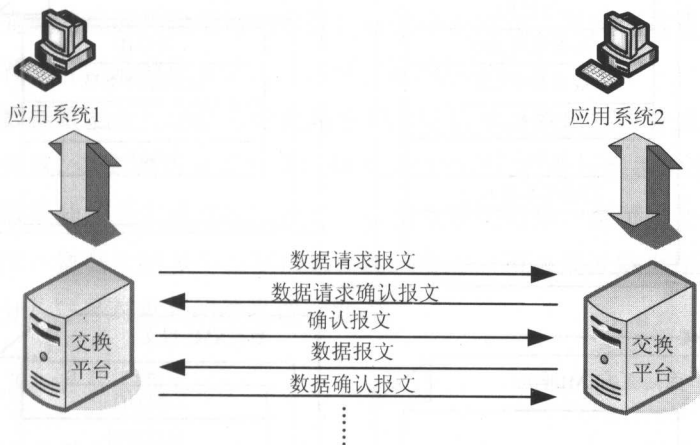 应用系统1
应用系统2
数据请求报文
数据请求确认报文
确认报文
数据报文
数据确认报文
交换
平台
交换
平台